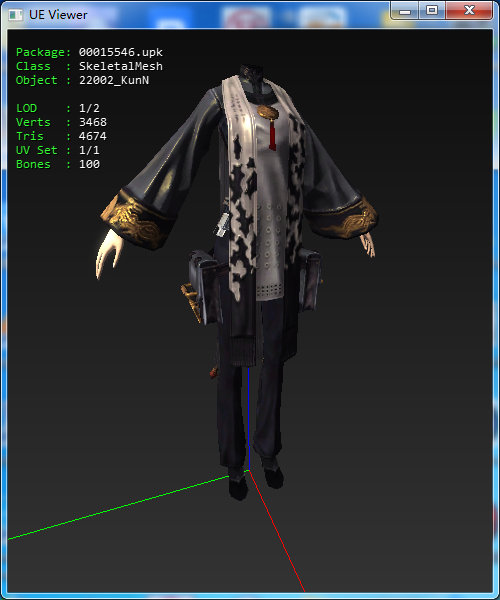 UE Viewer
Package: 00015546.upk
Class : SkeletalMesh
Object : 22002_KunN
LOD : 1/2
Verts : 3468
Tris : 4674
UV Set : 1/1
Bones : 100